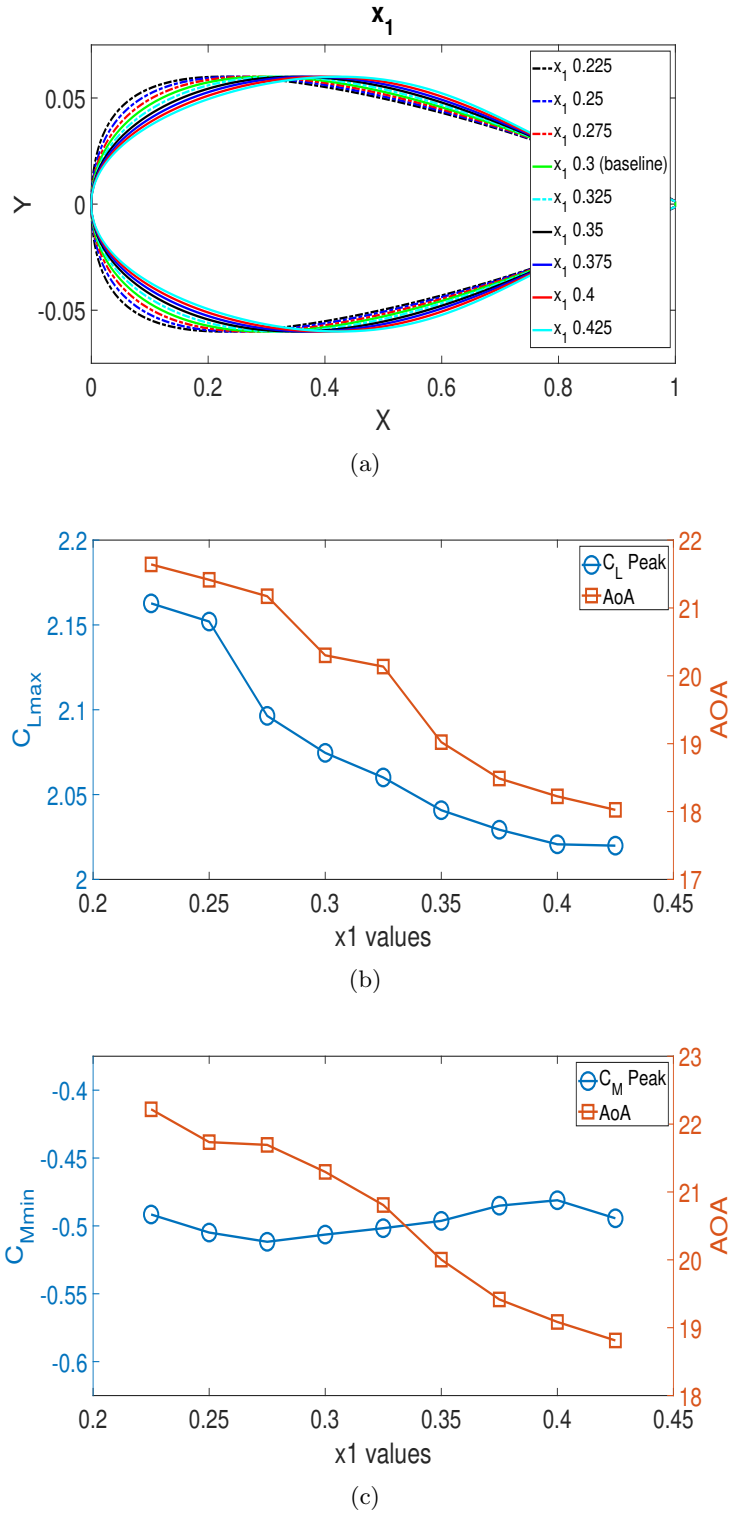 x1
0.05
0
-0.05
Y
x1 0.225
x1 0.25
x1 0.275
x1 0.3 (baseline)
x1 0.325
x1 0.35
x1 0.375
x1 0.4
x1 0.425
0 0.2 0.4 0.6 0.8 1
X
(a)
2.2
2.15
2.1
2.05
2
CLmax
CL Peak
AoA
22
21
20
19
18
17
AOA
0.2 0.25 0.3 0.35 0.4 0.45
x1 values
(b)
-0.4
-0.45
-0.5
-0.55
-0.6
CMmin
CM Peak
AoA
23
22
21
20
19
18
AOA
0.2 0.25 0.3 0.35 0.4 0.45
x1 values
(c)